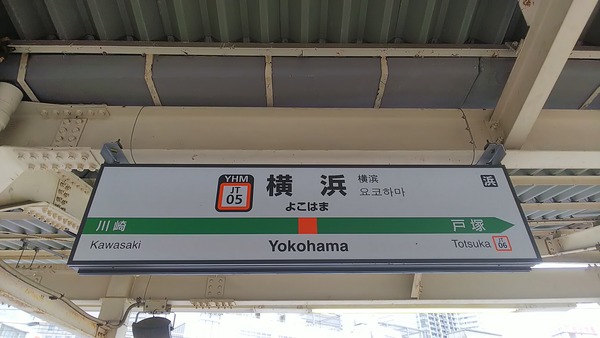 YHM
JT
05
横浜
横滨
요코하마
よこはま
浜
川崎
戸塚
Kawasaki
Yokohama
Totsuka
JT
06